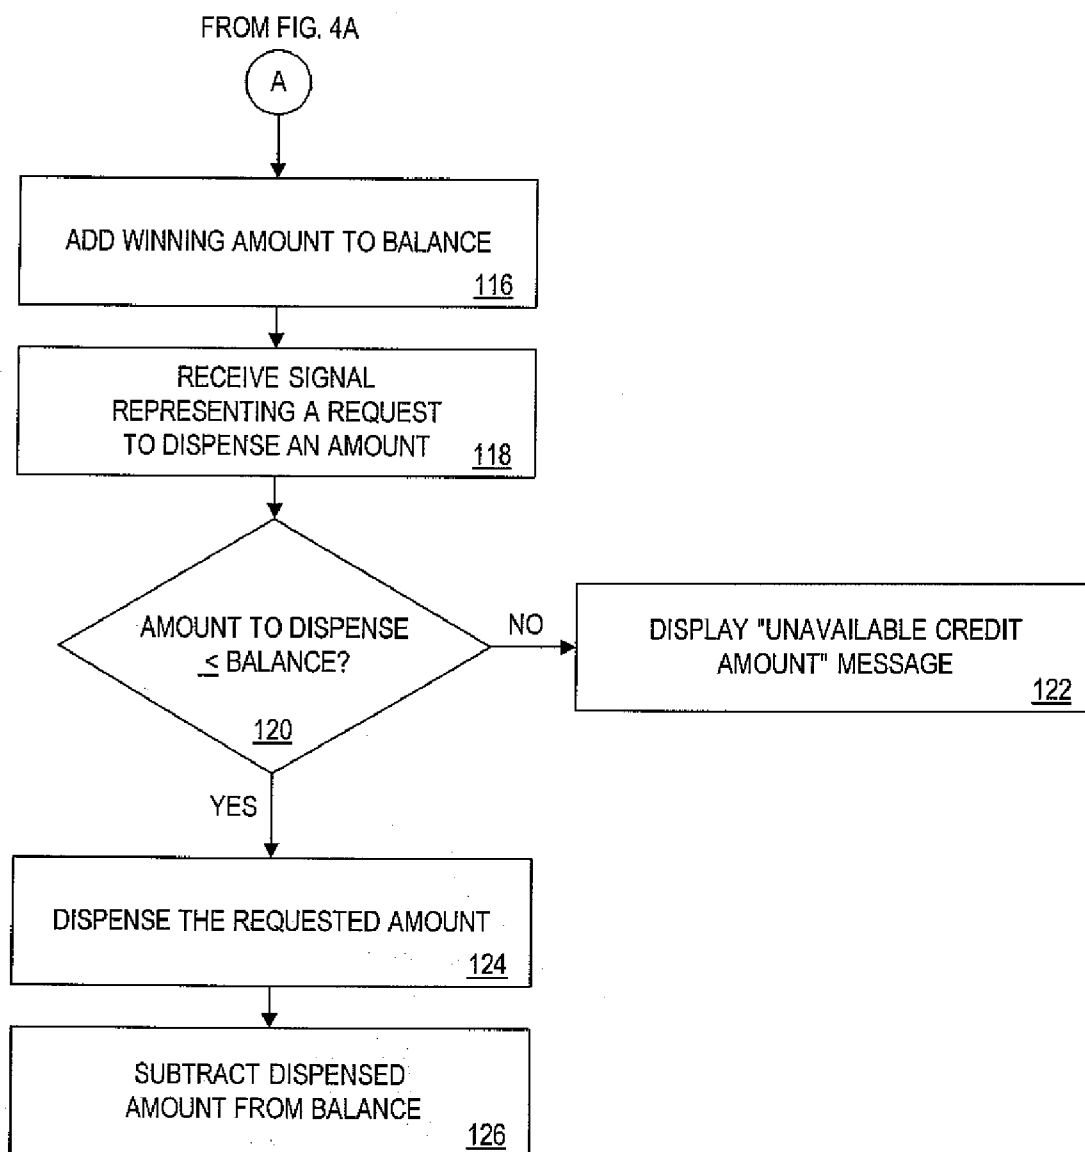 FROM FIG. 4A
A
ADD WINNING AMOUNT TO BALANCE
116
RECEIVE SIGNAL
REPRESENTING A REQUEST
TO DISPENSE AN AMOUNT
118
AMOUNT TO DISPENSE
≤ BALANCE?
120
NO
DISPLAY "UNAVAILABLE CREDIT
AMOUNT" MESSAGE
122
YES
DISPENSE THE REQUESTED AMOUNT
124
SUBTRACT DISPENSED
AMOUNT FROM BALANCE
126